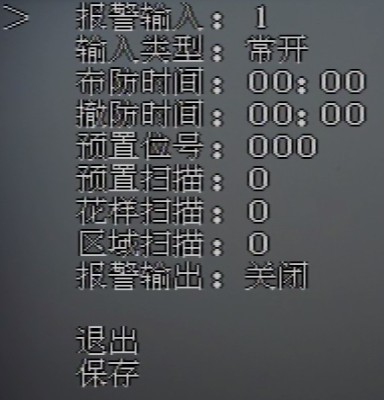 > 报警输入: 1
输入类型: 常开
布防时间: 00:00
撤防时间: 00:00
预置位号: 000
预置扫描: 0
花样扫描: 0
区域扫描: 0
报警输出: 关闭
退出
保存